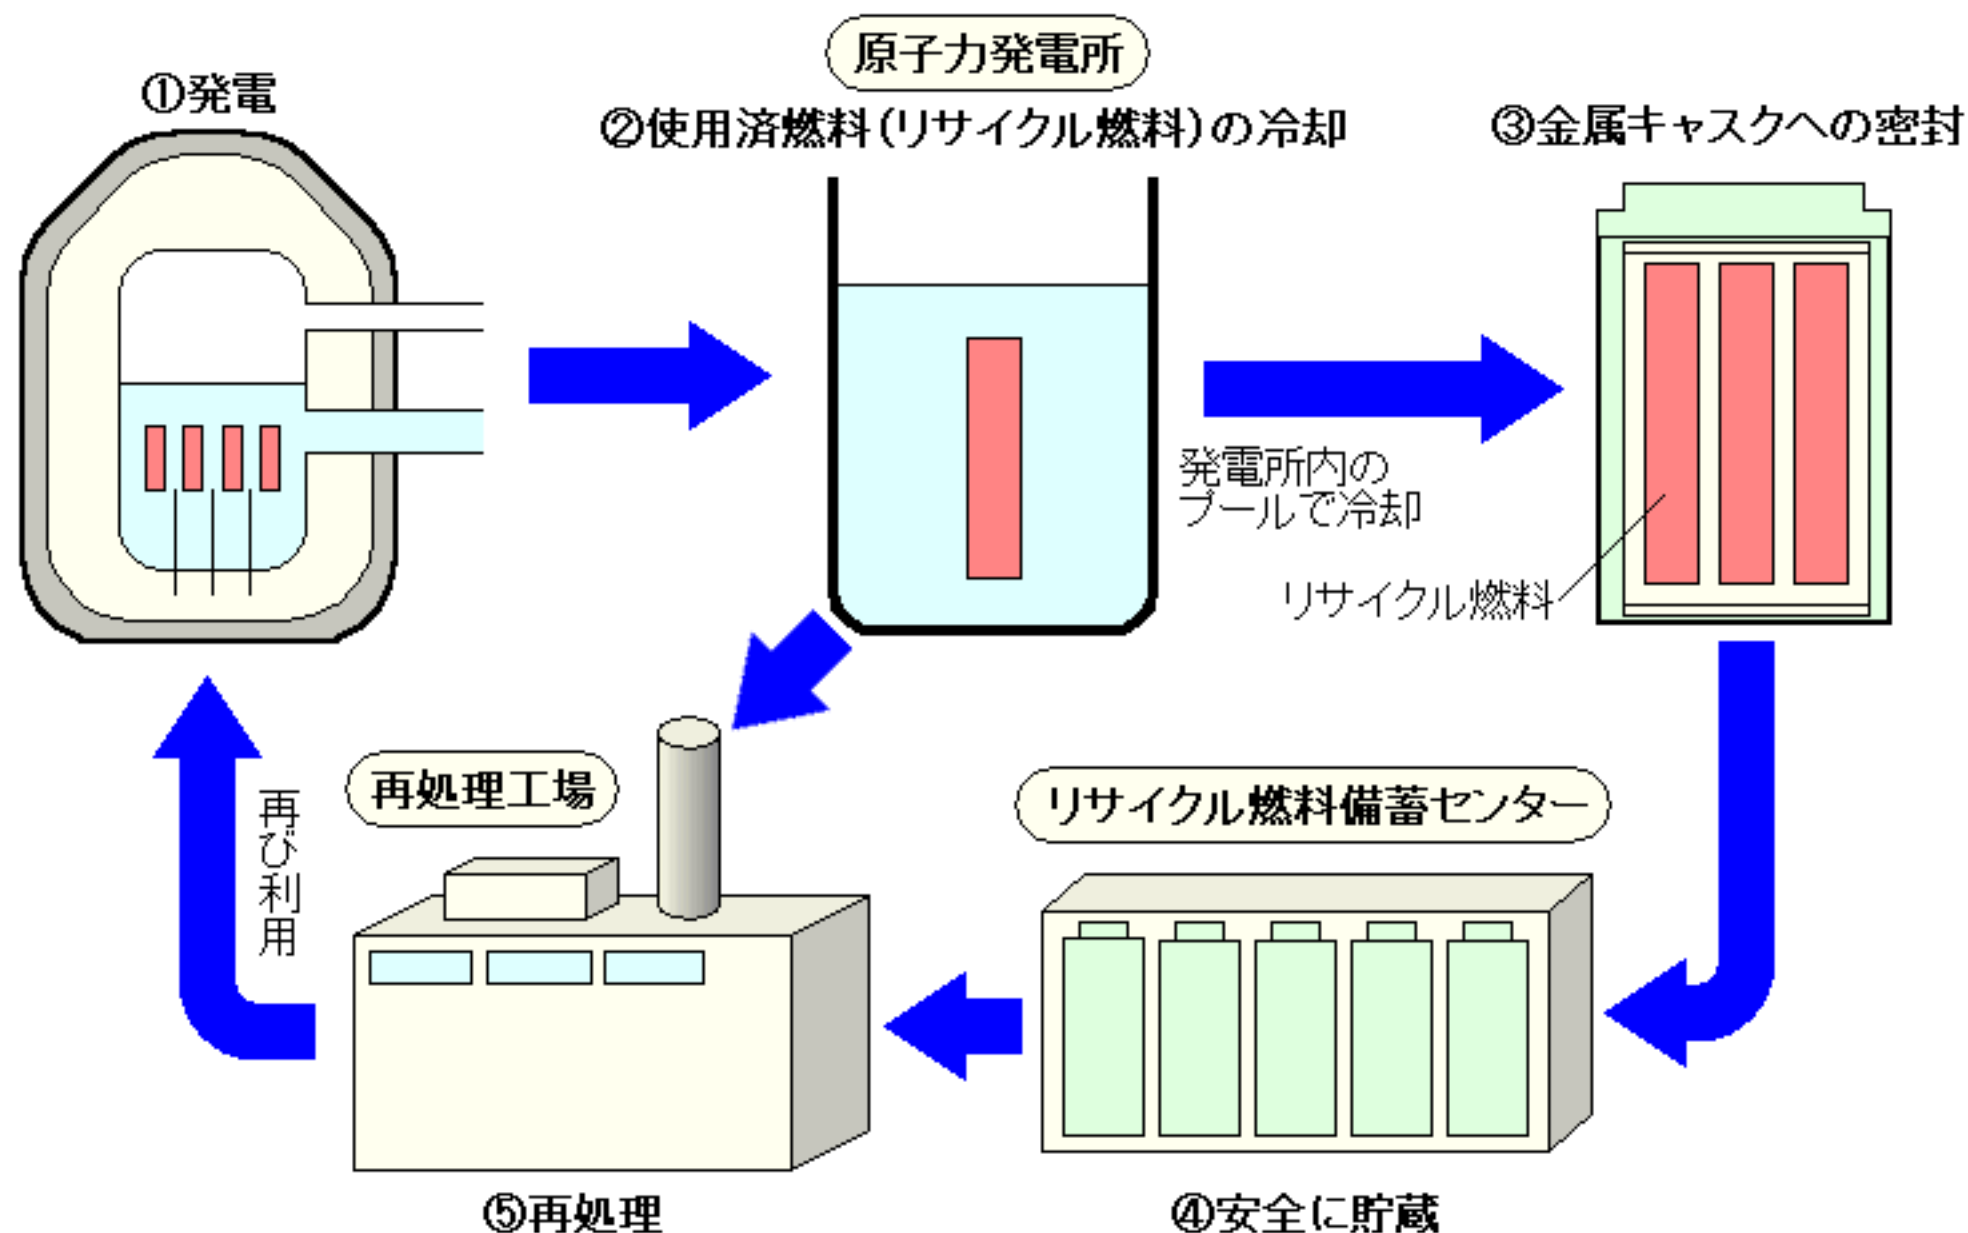 原子力発電所
①発電
②使用済燃料(リサイクル燃料)の冷却
③金属キャスクへの密封
発電所内の
プールで冷却
リサイクル燃料
再処理工場
リサイクル燃料備蓄センター
再び利用
⑤再処理
④安全に貯蔵